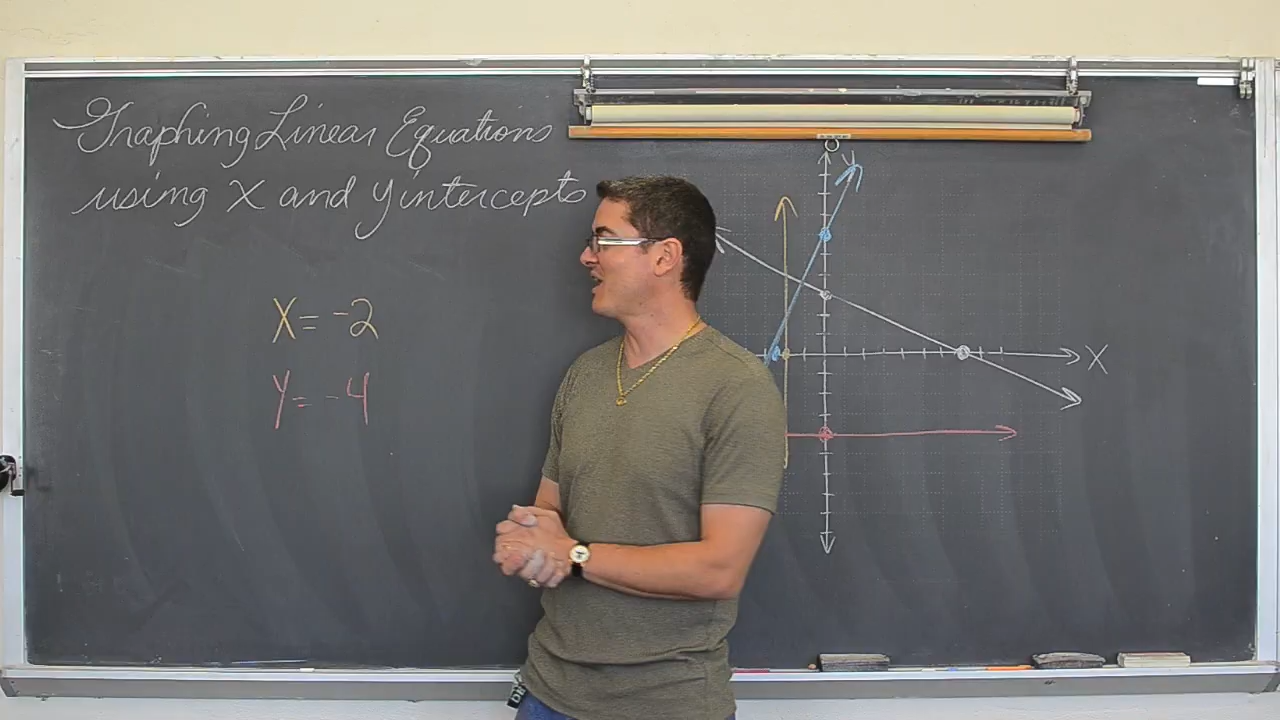 Graphing Linear Equations
using X and Y intercepts
X = -2
Y = -4
Y
X